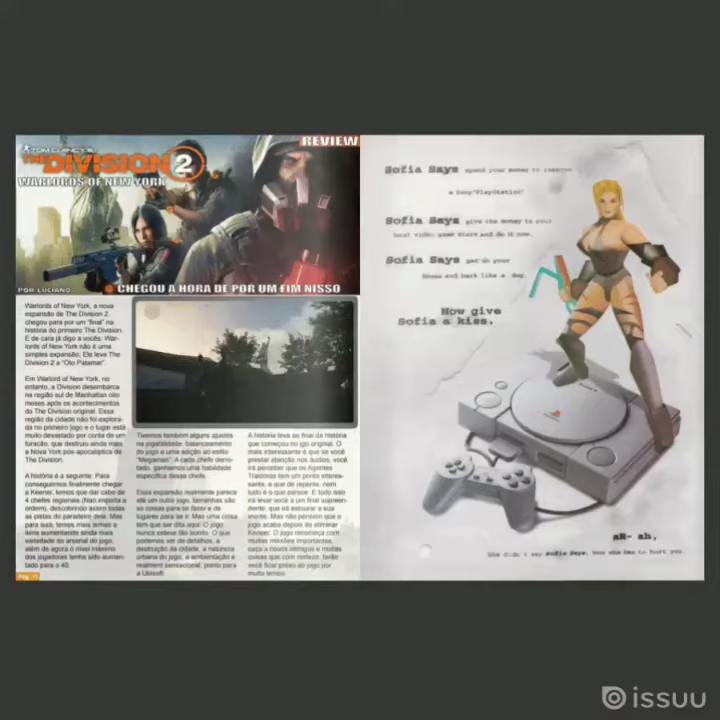 REVIEW
TOM CLANCY'S
THE DIVISION 2
WARLORDS OF NEW YORK
POR: LUCIANO
CHEGOU A HORA DE POR UM FIM NISSO
Warlords of New York, a nova
expansão de The Division 2,
chegou para por um "final" na
história do primeiro The Division.
E de cara já digo a vocês: War-
lords of New York não é uma
simples expansão; Ele leva The
Division 2 a "Oto Patamar".
Em Warlord of New York, no
entanto, a Division desembarca
na região sul de Manhattan oito
meses após os acontecimentos
do The Division original. Essa
região da cidade não foi explora-
da no primeiro jogo e o lugar está
muito devastado por conta de um
furacão, que destruiu ainda mais
a Nova York pós-apocaliptica de
The Division.
A história é a seguinte: Para
conseguirmos finalmente chegar
a Keener, temos que dar cabo de
4 chefes regionais (Nao importa a
ordem), descobrindo assim todas
as pistas do paradeiro dese. Mas
para isso, temos mais armas e
itens aumentando ainda mais
variedade do arsenal do jogo,
além de agora o nível máximo
dos jogadores tenha sido aumen-
tado para o 40.
Tivemos também alguns ajustes
na jogabilidade: balanceamento
do jogo e uma adição ao estilo
"Megaman": A cada chefe derro-
tado, ganhamos uma habilidade
especifica desse chefe.
Essa expansão realmente parece
até um outro jogo, tamanhas são
as coisas para se fazer e de
lugares para se ir. Mas uma coisa
tem que ser dita aqui: O jogo
nunca esteve tão bonito. O que
podemos ver de detalhes, a
destruição da cidade, a natureza
urbana do jogo, a ambientação é
realment sensacional, ponto para
a Ubisoft.
A história leva ao final da história
que começou no jogo original. O
mais interessante é que se você
prestar atenção nos áudios, você
irá perceber que os Agentes
Traidores tem um ponto interes-
sante, e que de repente, nem
tudo é o que parece. E tudo isso
irá levar você a um final supreen-
dente, que irá estourar a sua
mente. Mas não pensem que o
jogo acaba depois de eliminar
Keener. O jogo recomeça com
muitas missões importantes,
caça a novos inimigos e muitas
coisas que com certeza, farão
você ficar preso ao jogo por
muito tempo.
Pág. 15
Sofia Says spend your money to reserve
a Sony PlayStation
Sofia Says give the money to your
local video game store and do it now.
Sofia Says get on your
knees and bark like a dog.
Now give
Sofia a kiss.
aH- ah,
She didn't say Sofia Says. Now she has to hurt you.
issuu